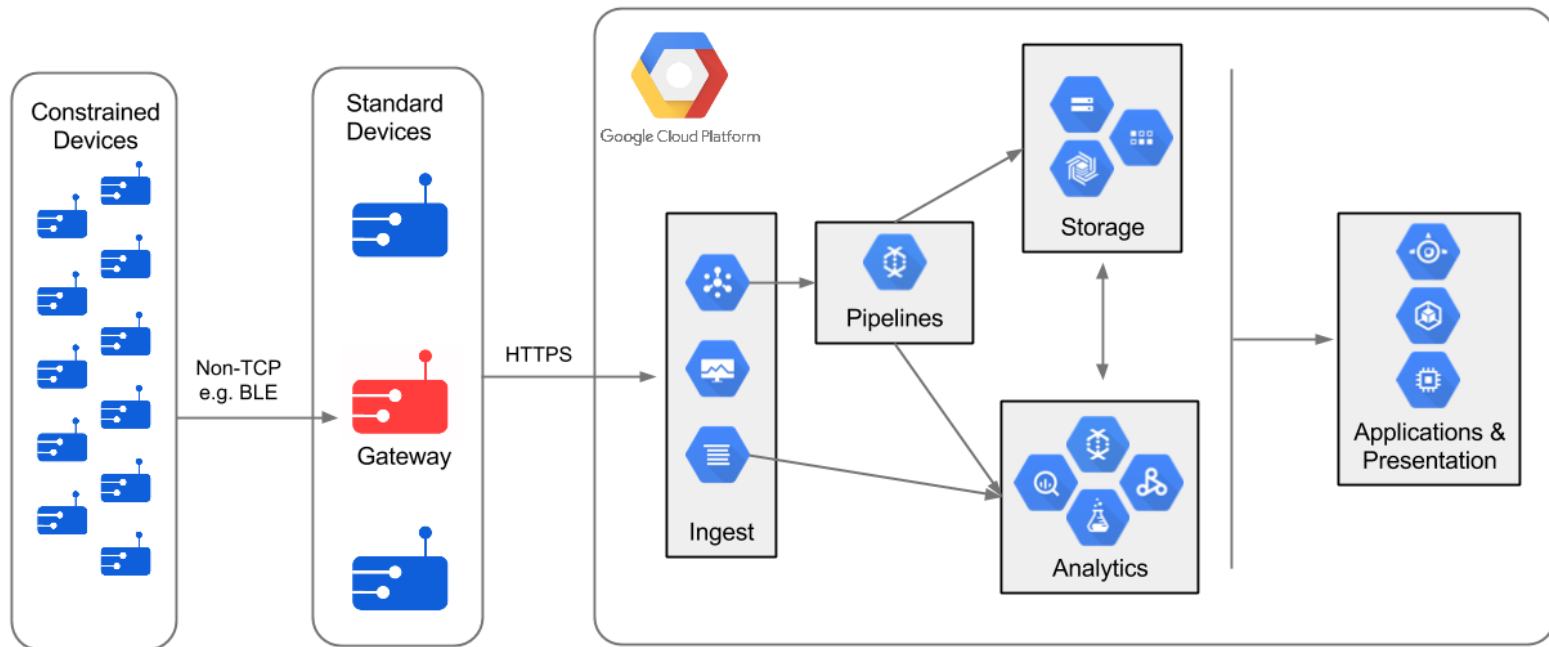 Constrained
Devices
Non-TCP
e.g. BLE
Standard
Devices
Gateway
HTTPS
Google Cloud Platform
Ingest
Pipelines
Storage
Analytics
Applications &
Presentation